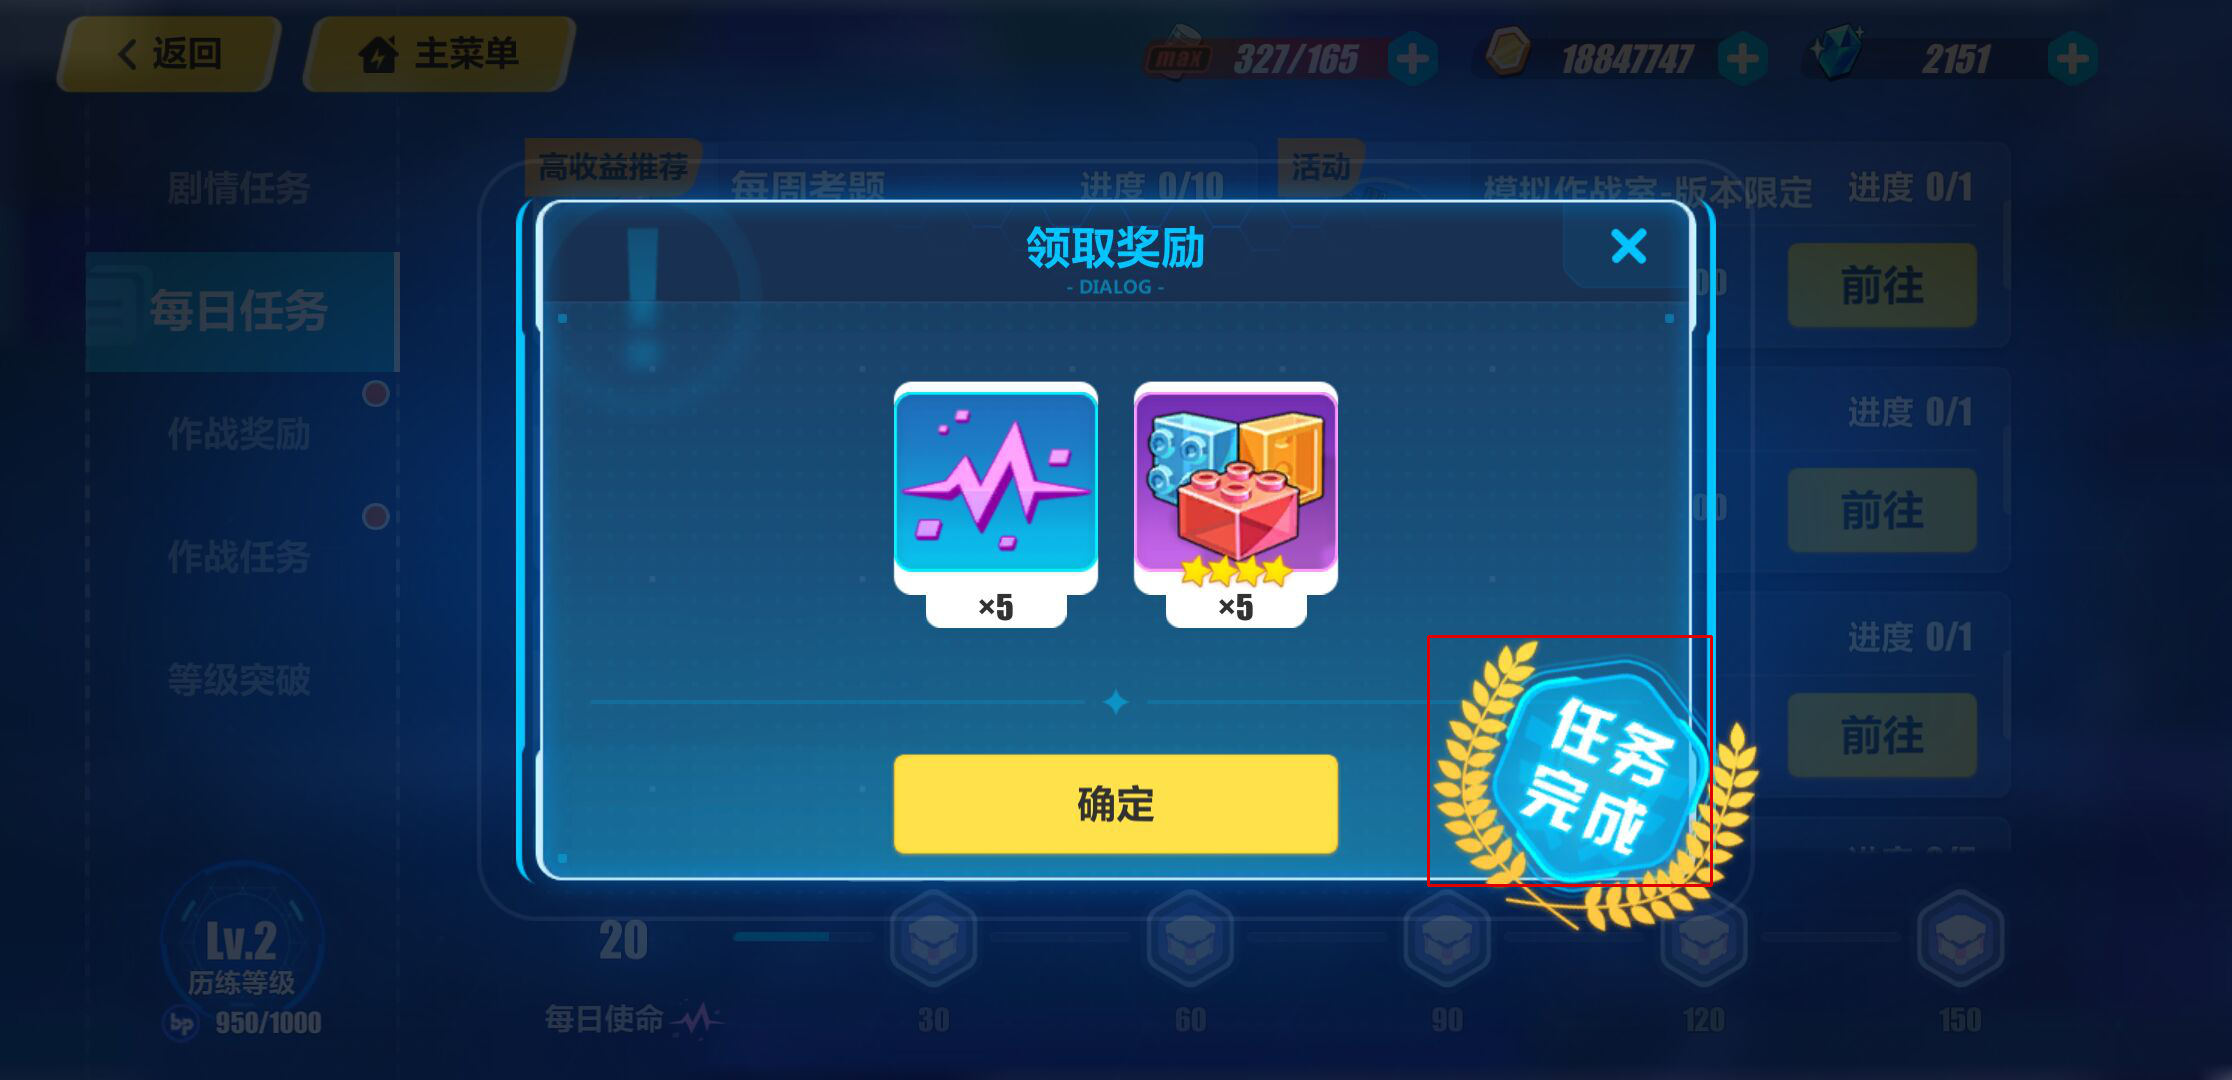 返回
主菜单
max
327/165
18847747
2151
剧情任务
每日任务
作战奖励
作战任务
等级突破
高收益推荐
每周考题
进度 0/10
活动
模拟作战室-版本限定
进度 0/1
前往
进度 0/1
前往
进度 0/1
前往
领取奖励
- DIALOG -
×5
×5
任务
完成
确定
Lv.2
历练等级
bp
950/1000
20
每日使命
30
60
90
120
150